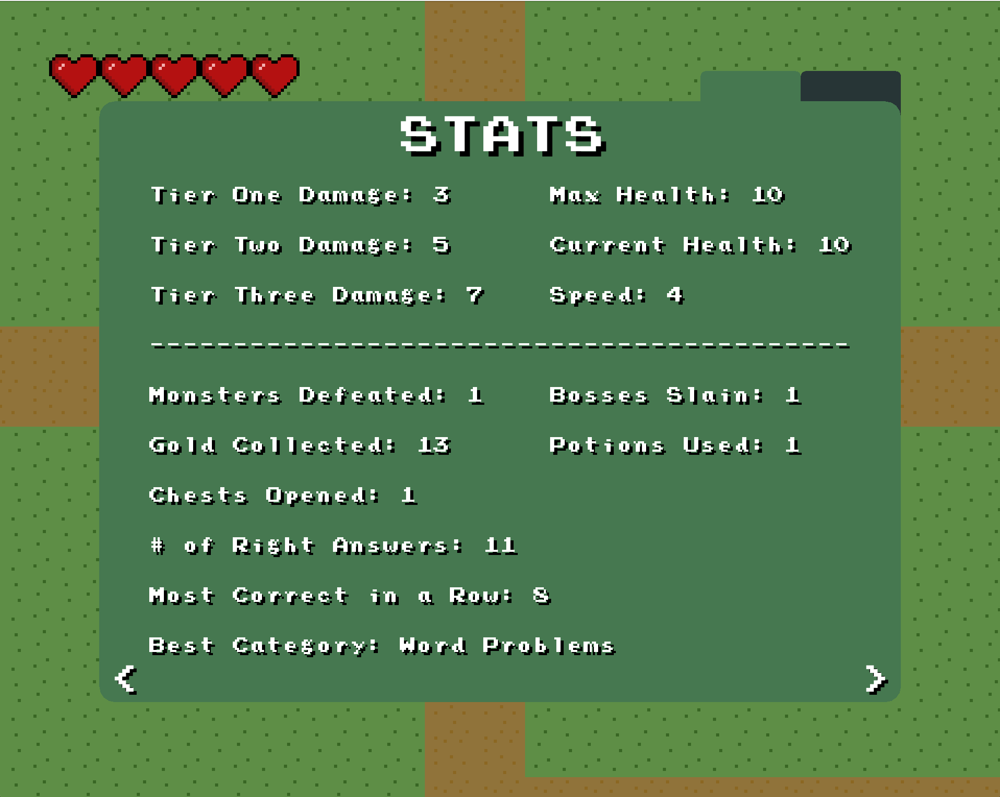 STATS
Tier One Damage: 3
Max Health: 10
Tier Two Damage: 5
Current Health: 10
Tier Three Damage: 7
Speed: 4
------------------------------------------
Monsters Defeated: 1
Bosses Slain: 1
Gold Collected: 13
Potions Used: 1
Chests Opened: 1
# of Right Answers: 11
Most Correct in a Row: 8
Best Category: Word Problems
< >